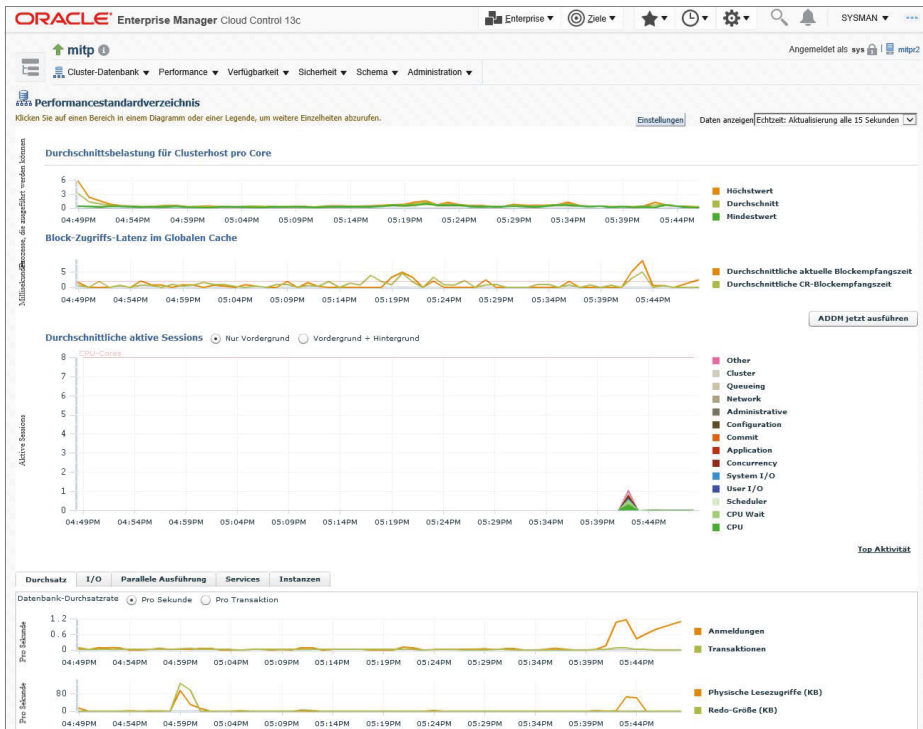 ORACLE Enterprise Manager Cloud Control 13c Enterprise Ziele SYSMAN
mitp Angemeldet als sys mitpr2
Cluster-Datenbank Performance Verfügbarkeit Sicherheit Schema Administration
Performancestandardverzeichnis
Klicken Sie auf einen Bereich in einem Diagramm oder einer Legende, um weitere Einzelheiten abzurufen.
Einstellungen Daten anzeigen Echtzeit: Aktualisierung alle 15 Sekunden
Durchschnittsbelastung für Clusterhost pro Core
die ausgeführt werden können
6
3
0
04:49PM 04:54PM 04:59PM 05:04PM 05:09PM 05:14PM 05:19PM 05:24PM 05:29PM 05:34PM 05:39PM 05:44PM
Höchstwert
Durchschnitt
Mindestwert
Block-Zugriffs-Latenz im Globalen Cache
5
0
04:49PM 04:54PM 04:59PM 05:04PM 05:09PM 05:14PM 05:19PM 05:24PM 05:29PM 05:34PM 05:39PM 05:44PM
Durchschnittliche aktuelle Blockempfangszeit
Durchschnittliche CR-Blockempfangszeit
ADDM jetzt ausführen
Durchschnittliche aktive Sessions Nur Vordergrund Vordergrund + Hintergrund
CPU-Cores
Aktive Sessions
8
7
6
5
4
3
2
1
0
04:49PM 04:54PM 04:59PM 05:04PM 05:09PM 05:14PM 05:19PM 05:24PM 05:29PM 05:34PM 05:39PM 05:44PM
Other
Cluster
Queueing
Network
Administrative
Configuration
Commit
Application
Concurrency
System I/O
User I/O
Scheduler
CPU Wait
CPU
Top Aktivität
Durchsatz I/O Parallele Ausführung Services Instanzen
Datenbank-Durchsatzrate Pro Sekunde Pro Transaktion
Pro Sekunde
1.2
0.6
0
04:49PM 04:54PM 04:59PM 05:04PM 05:09PM 05:14PM 05:19PM 05:24PM 05:29PM 05:34PM 05:39PM 05:44PM
Anmeldungen
Transaktionen
Pro Sekunde
80
0
04:49PM 04:54PM 04:59PM 05:04PM 05:09PM 05:14PM 05:19PM 05:24PM 05:29PM 05:34PM 05:39PM 05:44PM
Physische Lesezugriffe (KB)
Redo-Größe (KB)